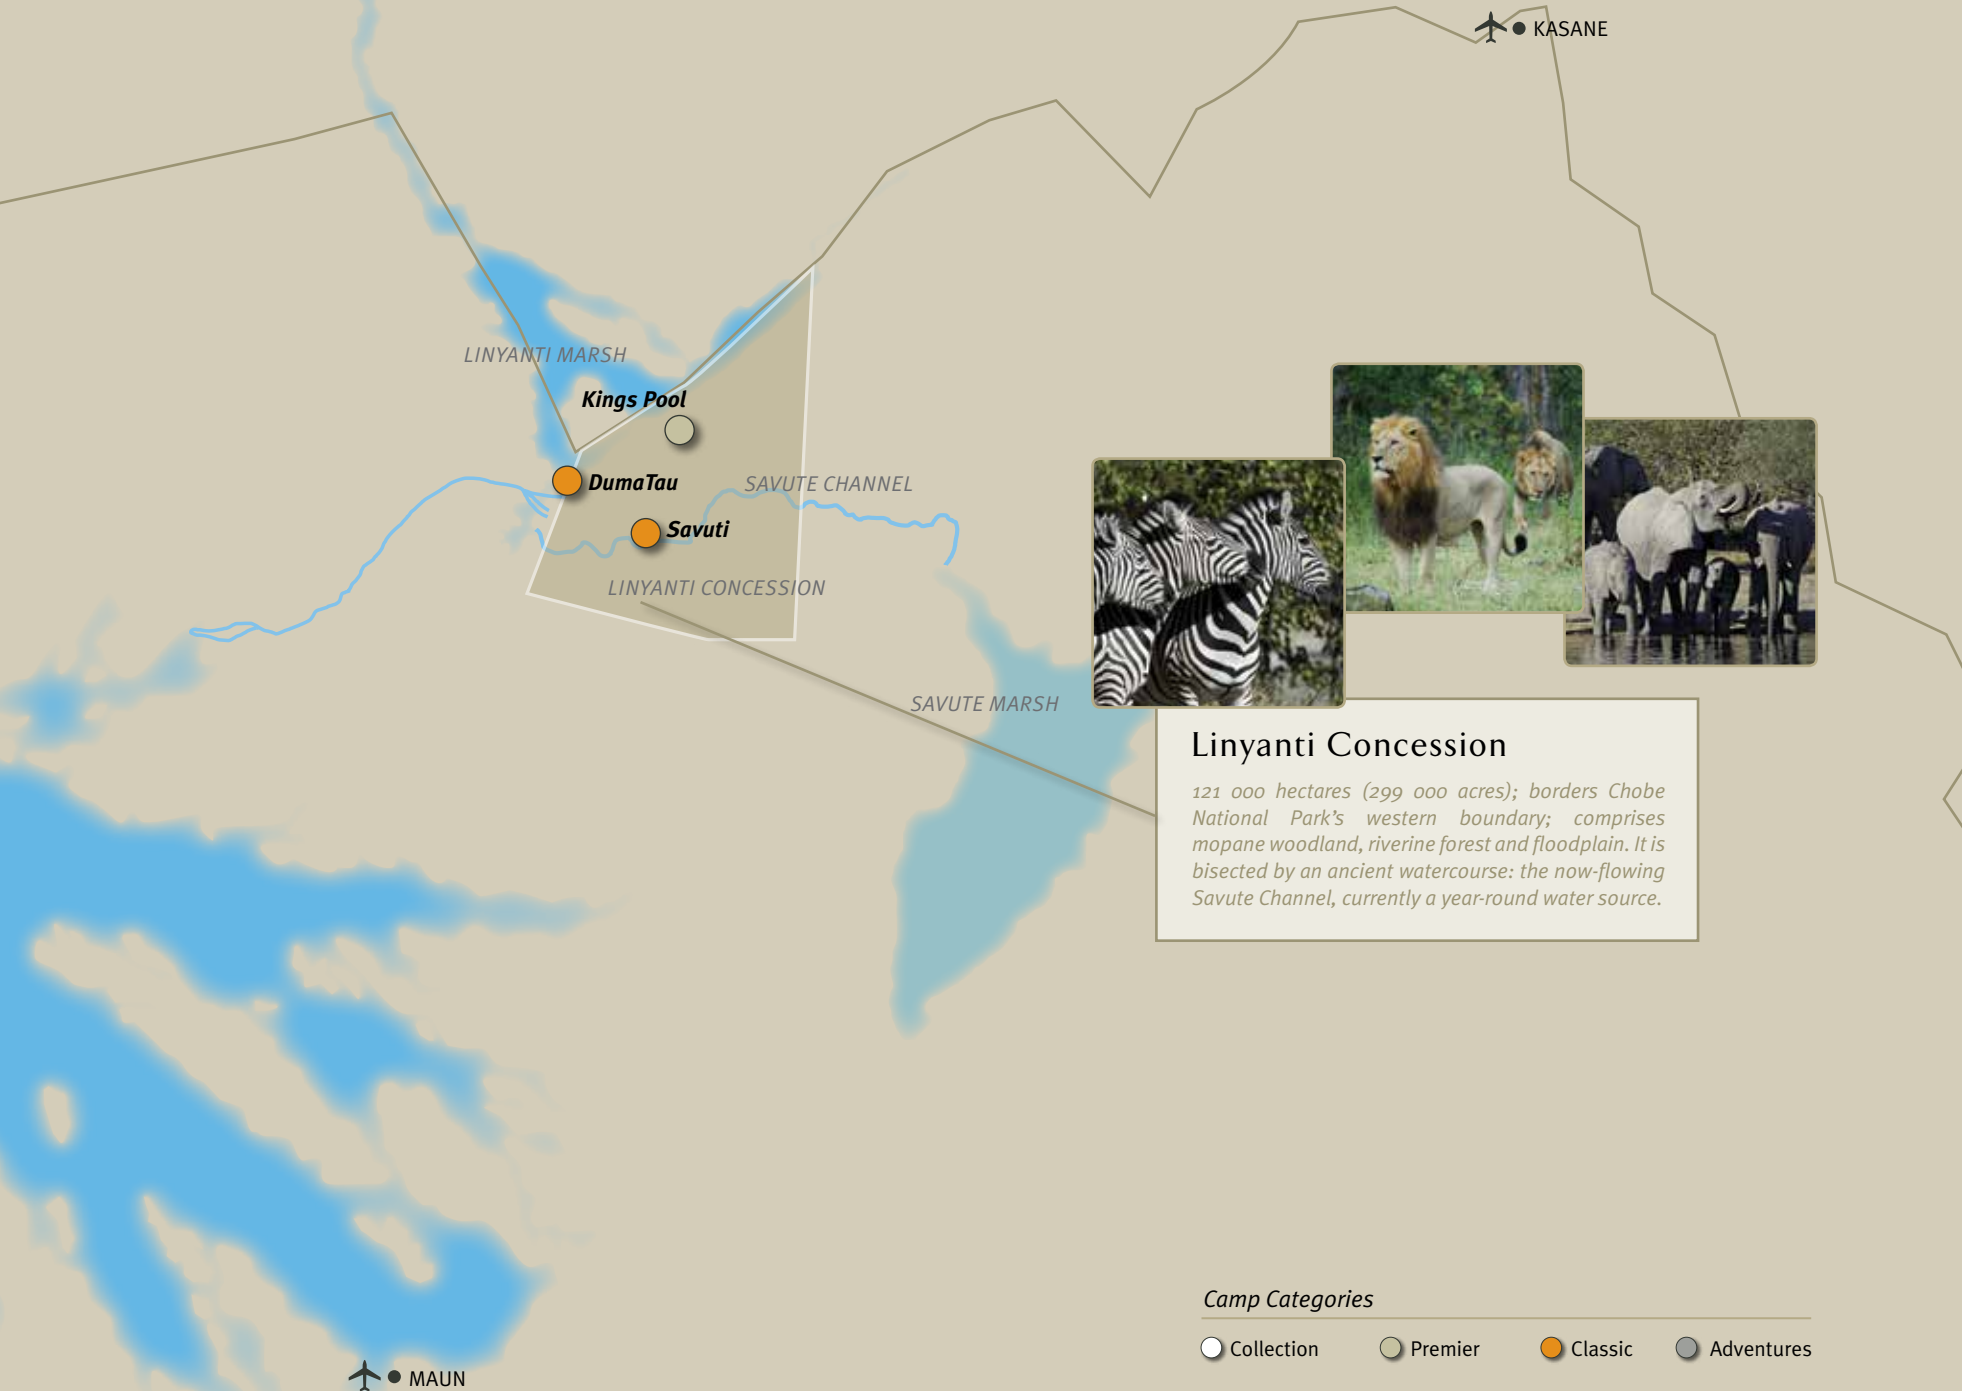 KASANE
LINYANTI MARSH
Kings Pool
DumaTau
SAVUTE CHANNEL
Savuti
LINYANTI CONCESSION
SAVUTE MARSH
Linyanti Concession
121 000 hectares (299 000 acres); borders Chobe
National Park's western boundary; comprises
mopane woodland, riverine forest and floodplain. It is
bisected by an ancient watercourse: the now-flowing
Savute Channel, currently a year-round water source.
Camp Categories
Collection
Premier
Classic
Adventures
MAUN